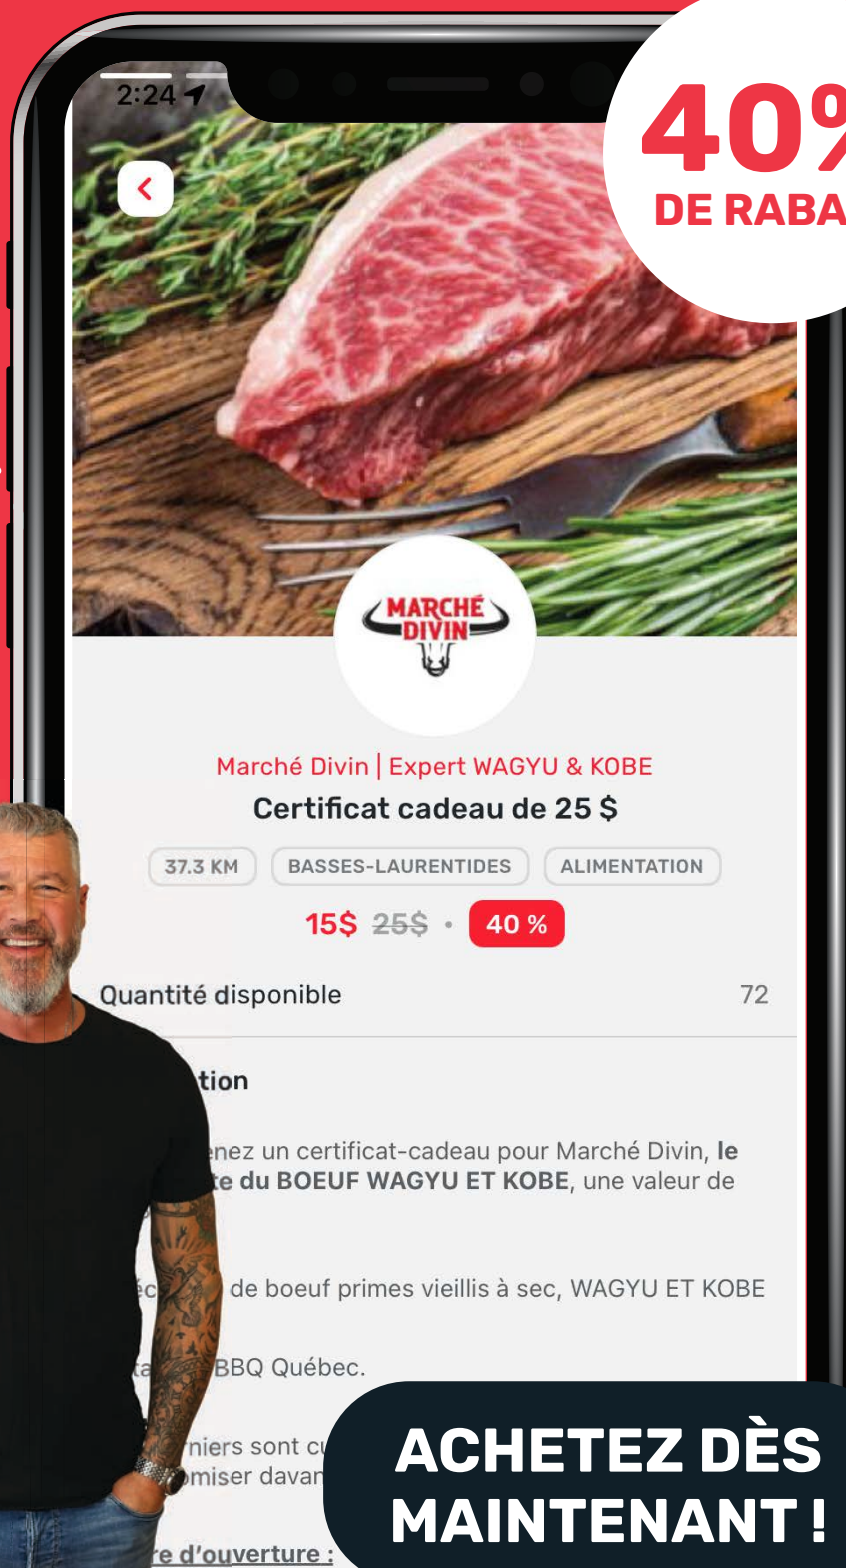 2:24
40%
DE RABA
MARCHÉ
DIVIN
Marché Divin | Expert WAGYU & KOBE
Certificat cadeau de 25 $
37.3 KM BASSES-LAURENTIDES ALIMENTATION
15$ 25$ • 40 %
Quantité disponible 72
tion
enez un certificat-cadeau pour Marché Divin, le
te du BOEUF WAGYU ET KOBE, une valeur de
de boeuf primes vieillis à sec, WAGYU ET KOBE
BBQ Québec.
niers sont cu
omiser davan
re d'ouverture :
ACHETEZ DÈS
MAINTENANT !